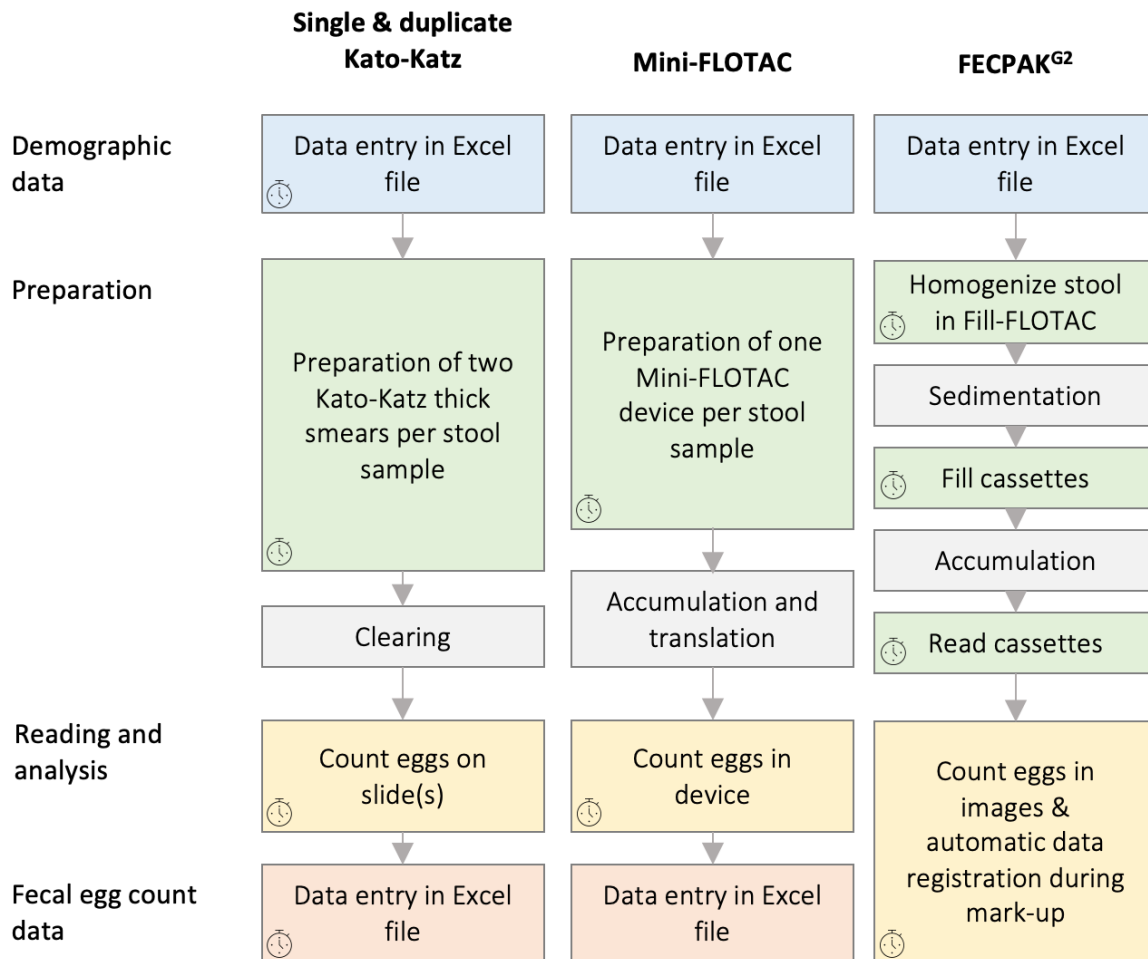 Single & duplicate
Kato-Katz
Mini-FLOTAC
FECPAKG2
Demographic
data
Data entry in Excel
file
Data entry in Excel
file
Data entry in Excel
file
Preparation
Preparation of two
Kato-Katz thick
smears per stool
sample
Preparation of one
Mini-FLOTAC
device per stool
sample
Homogenize stool
in Fill-FLOTAC
Sedimentation
Fill cassettes
Accumulation
Read cassettes
Clearing
Accumulation and
translation
Reading and
analysis
Count eggs on
slide(s)
Count eggs in
device
Count eggs in
images &
automatic data
registration during
mark-up
Fecal egg count
data
Data entry in Excel
file
Data entry in Excel
file